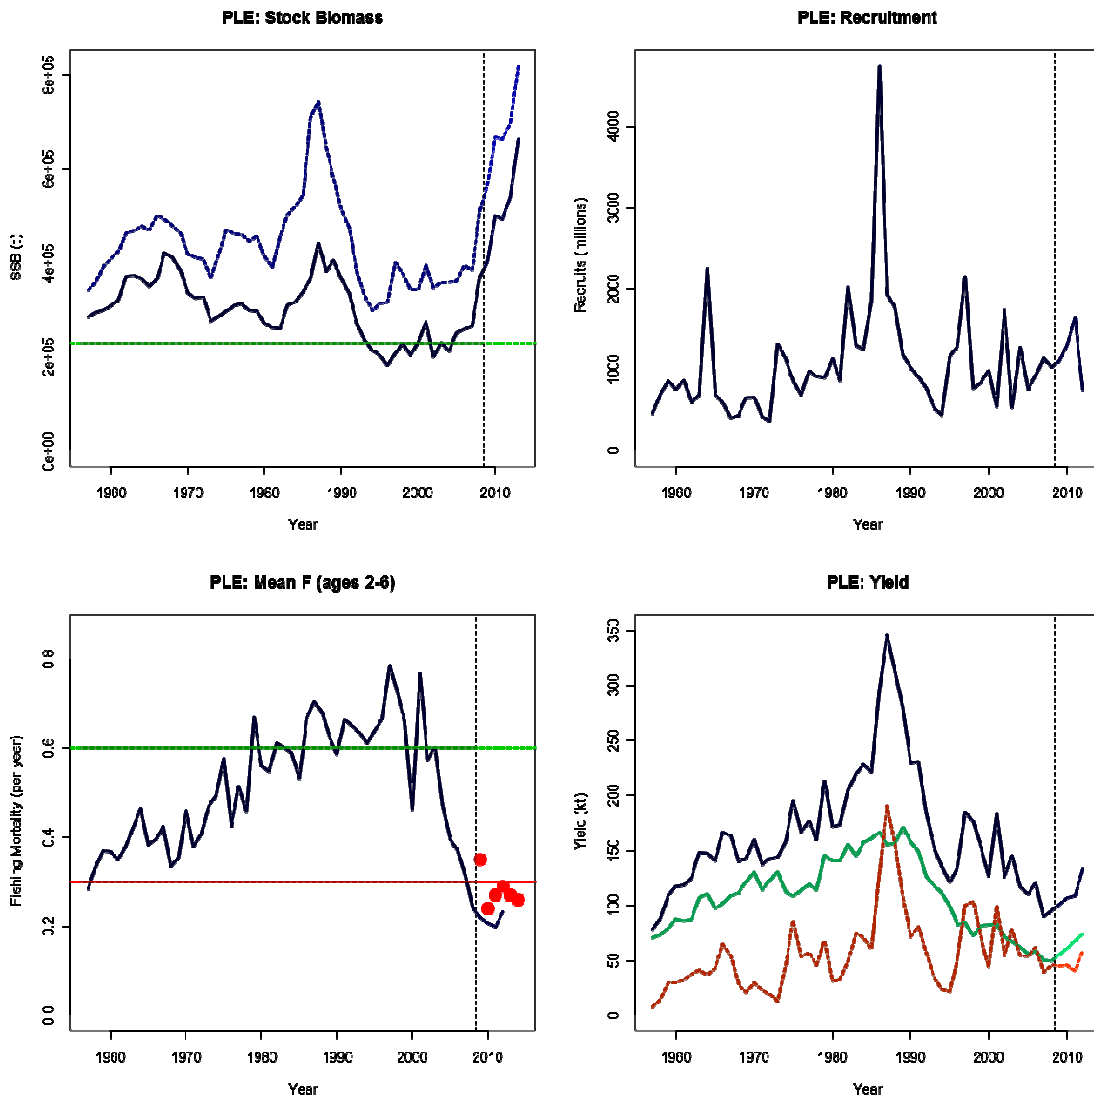 PLE: Stock Biomass
SSB (t)
8e+05
6e+05
4e+05
2e+05
0e+00
1960 1970 1980 1990 2000 2010
Year
PLE: Recruitment
Recruits (millions)
4000
3000
2000
1000
0
1960 1970 1980 1990 2000 2010
Year
PLE: Mean F (ages 2-6)
Fishing Mortality (per year)
0.8
0.6
0.4
0.2
0.0
1960 1970 1980 1990 2000 2010
Year
PLE: Yield
Yield (kt)
350
300
250
200
150
100
50
0
1960 1970 1980 1990 2000 2010
Year